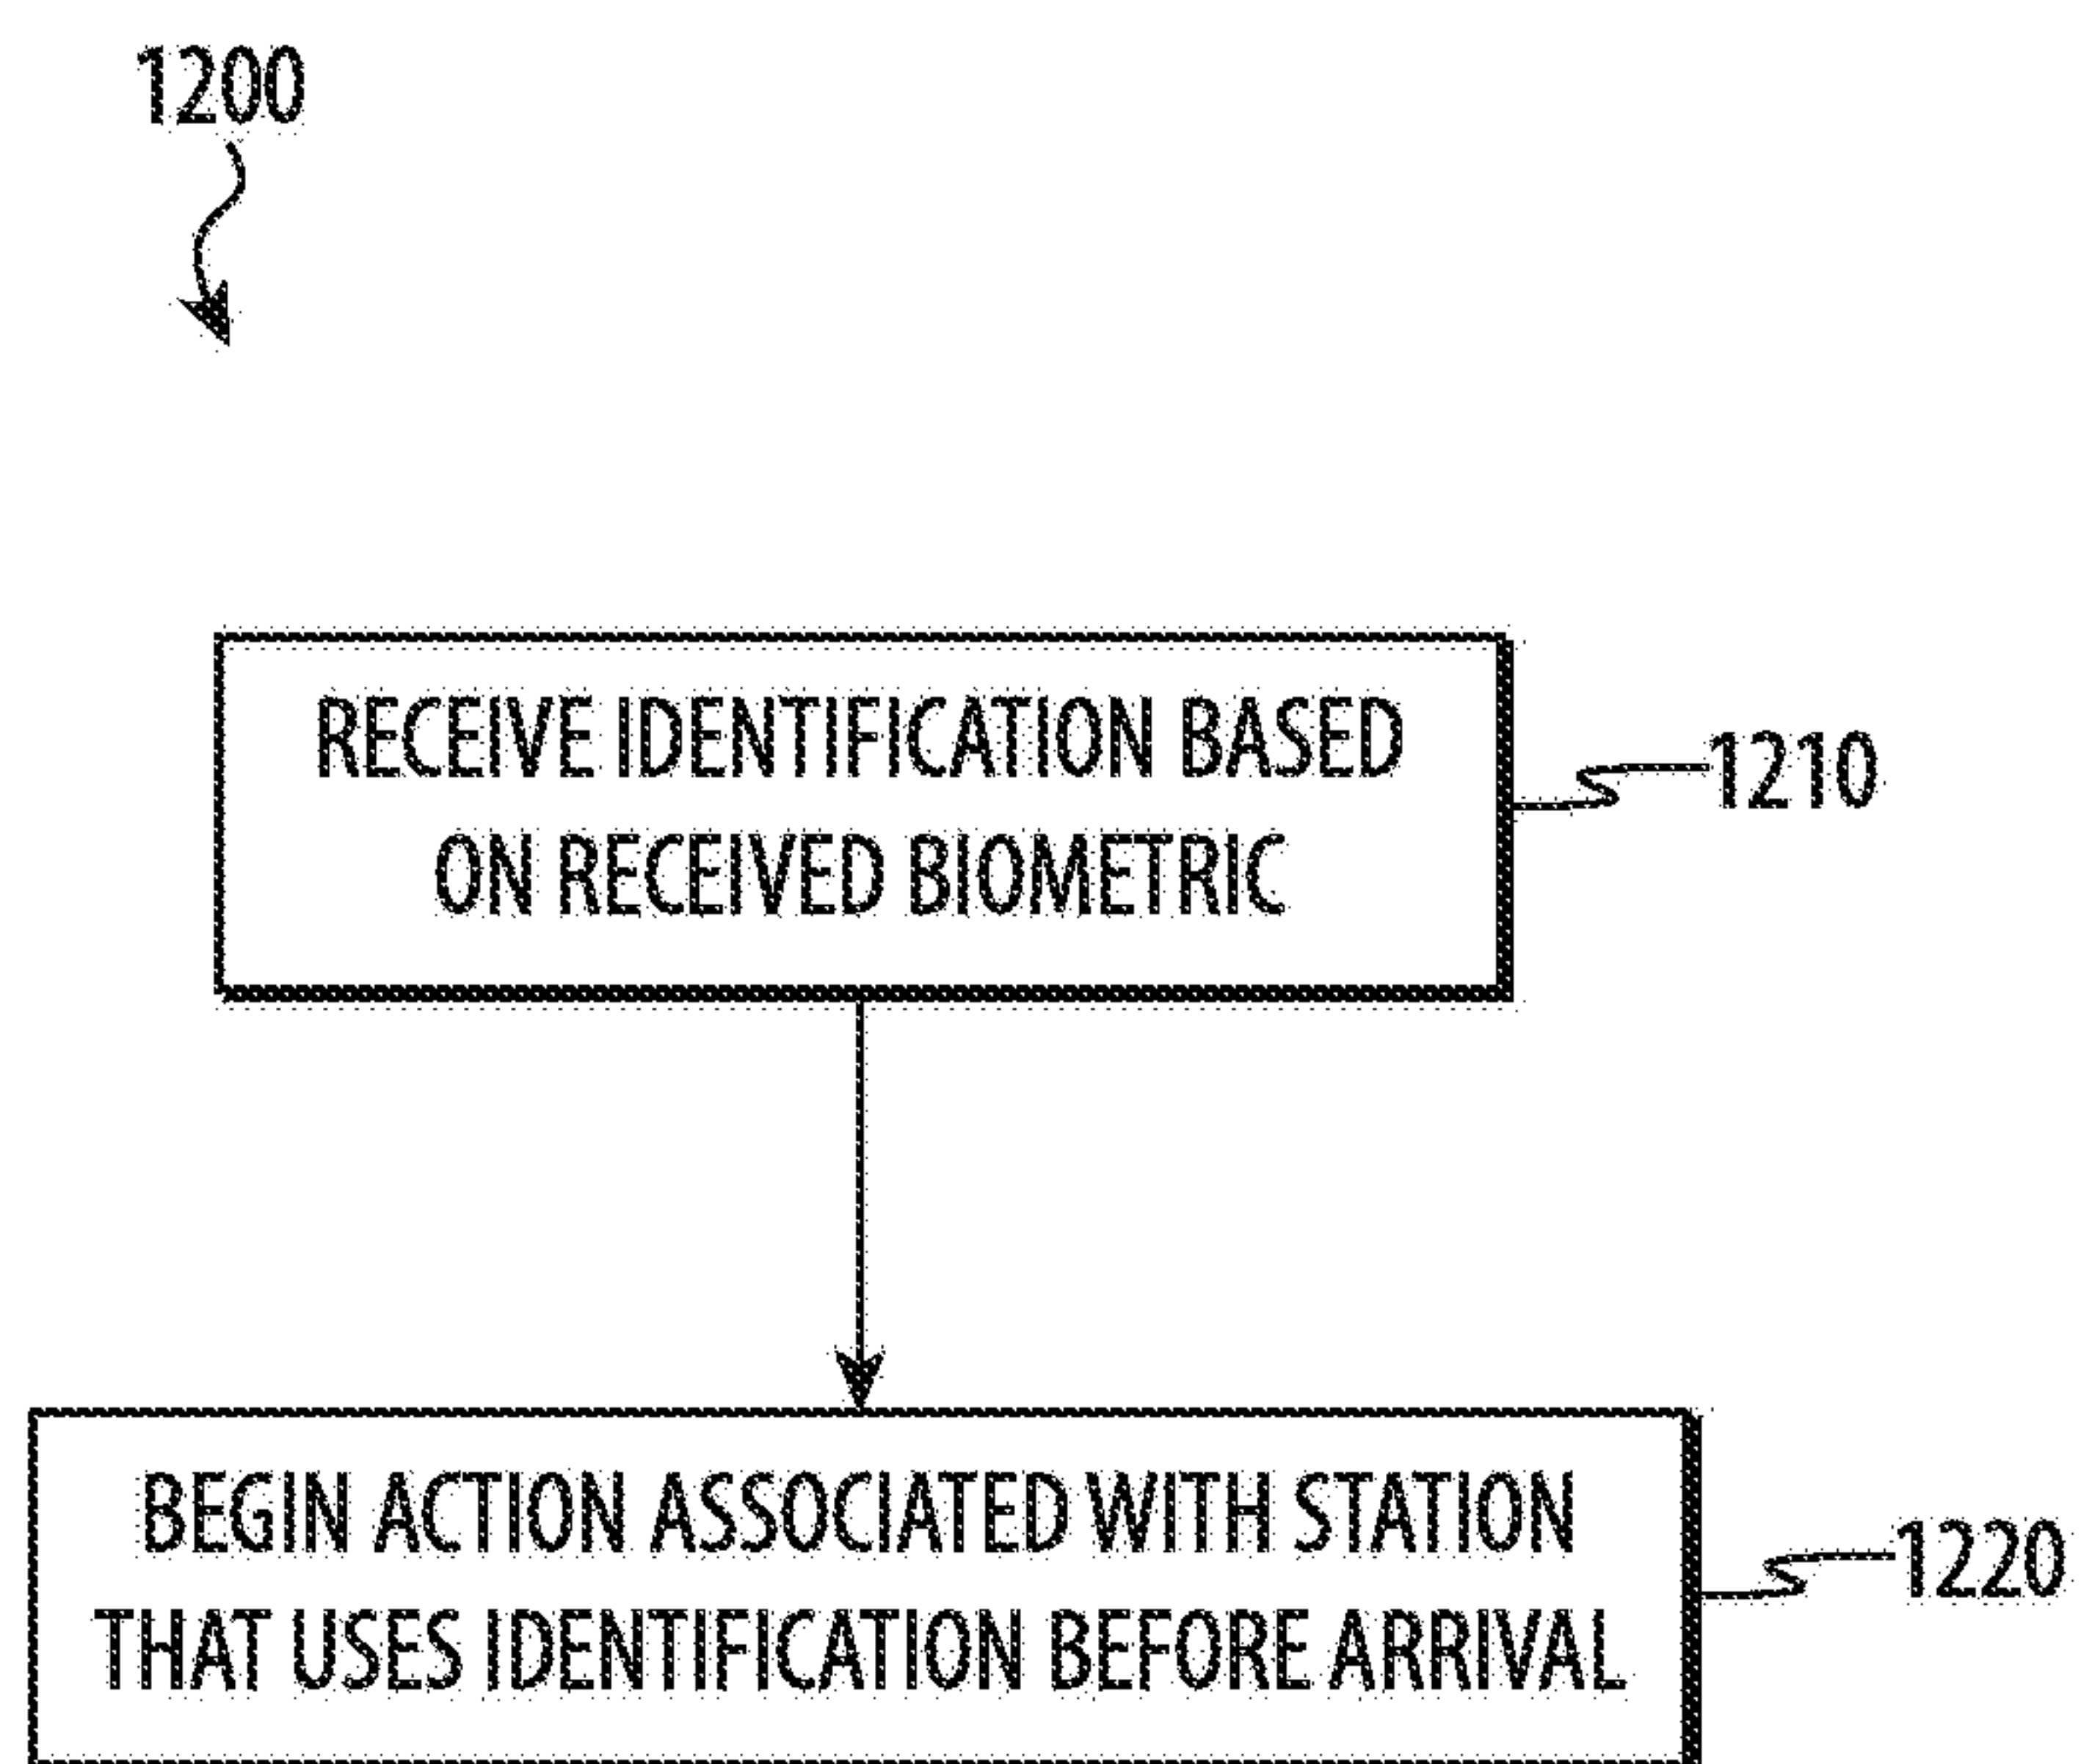 1200
RECEIVE IDENTIFICATION BASED
ON RECEIVED BIOMETRIC
1210
BEGIN ACTION ASSOCIATED WITH STATION
THAT USES IDENTIFICATION BEFORE ARRIVAL
1220